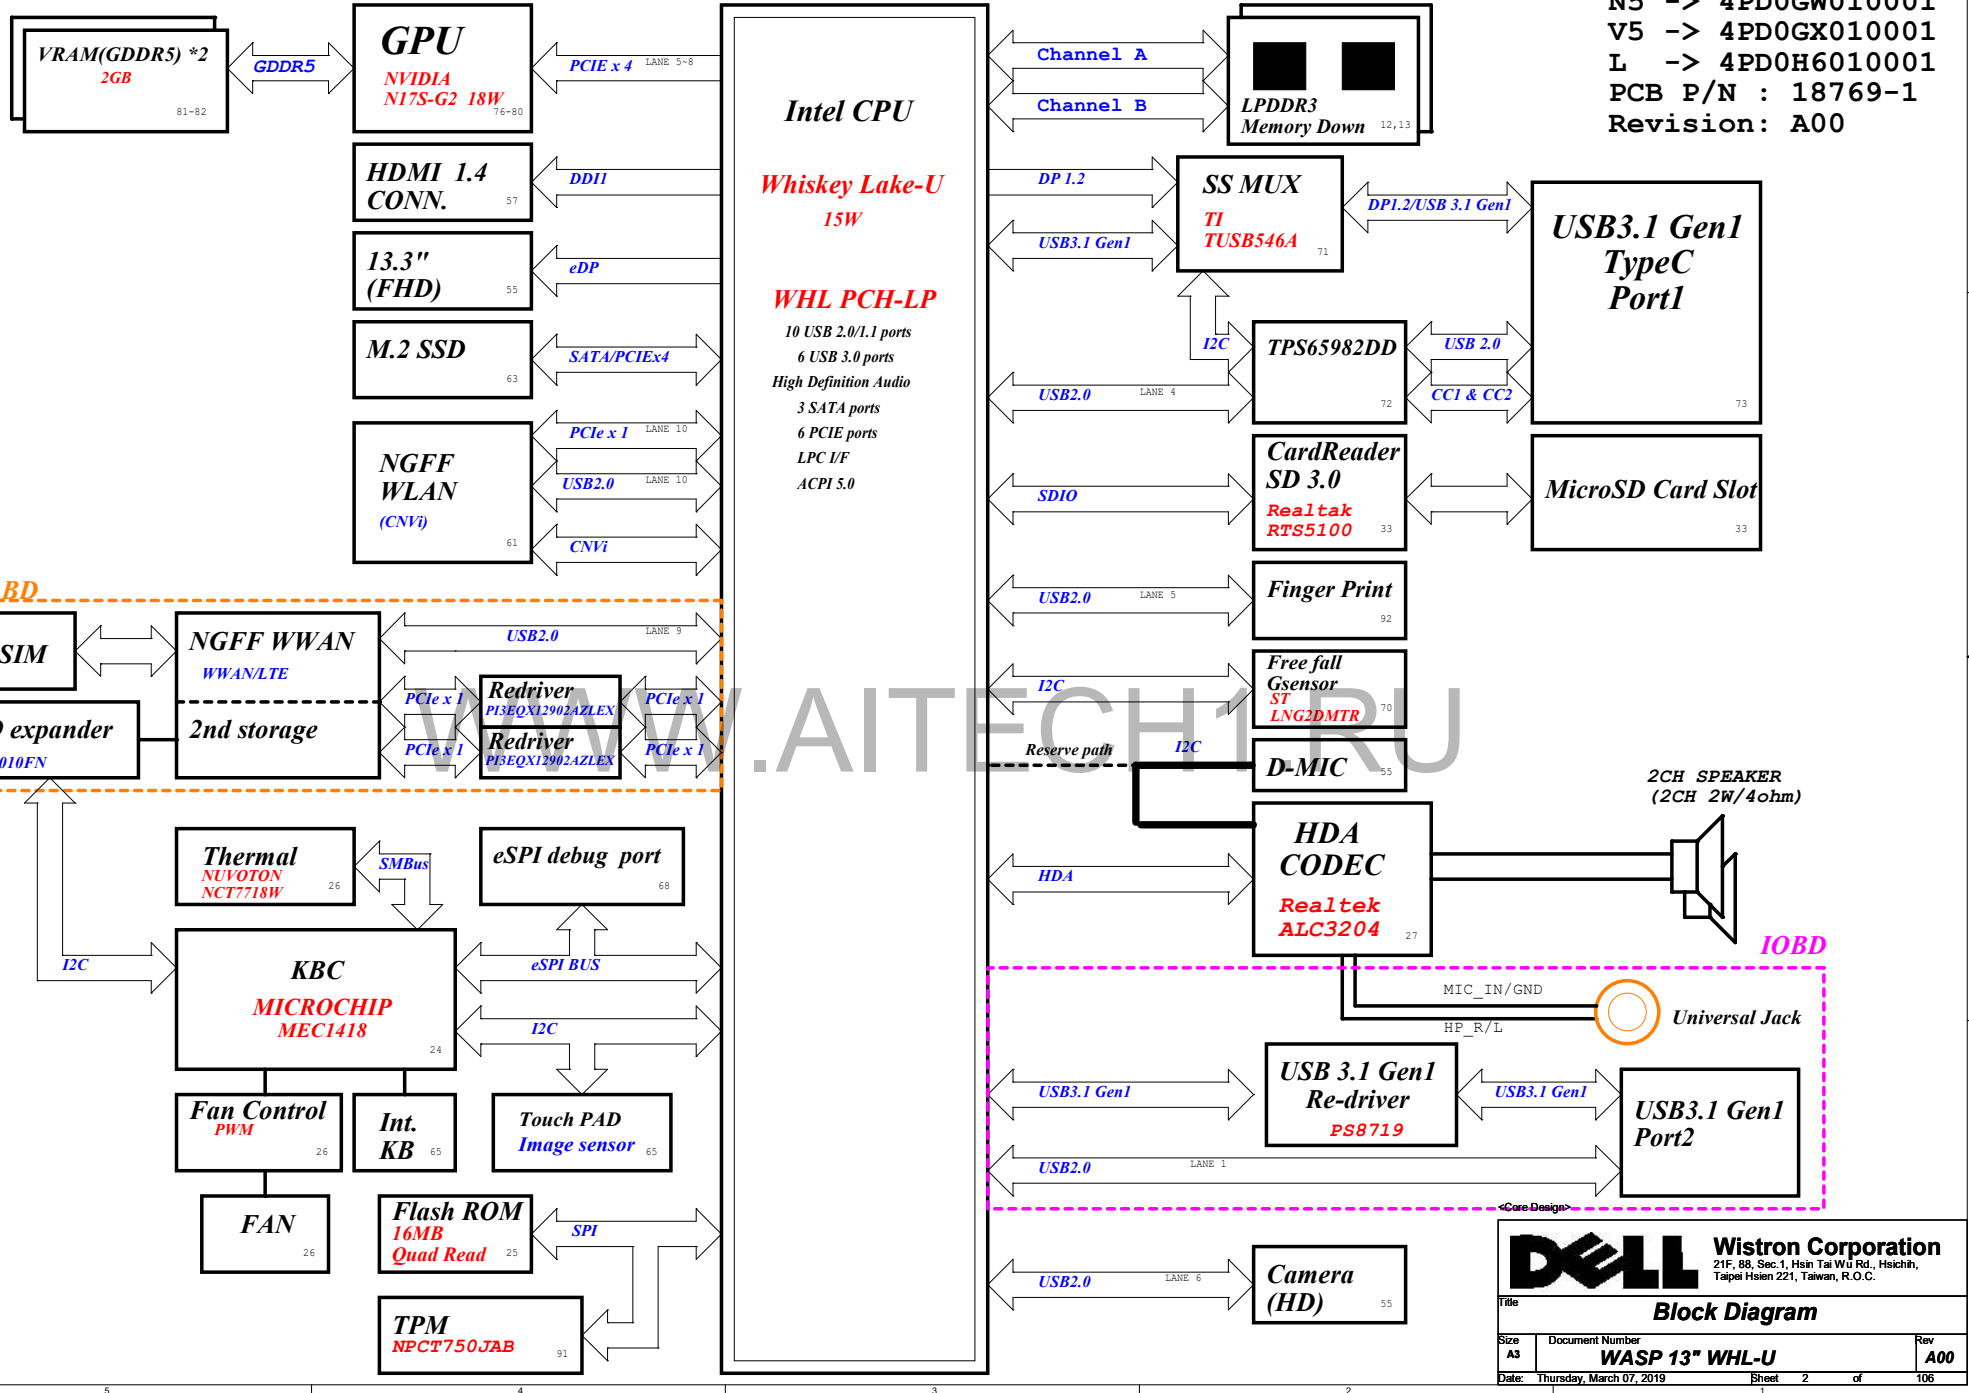 N5 -> 4PD0GW010001
V5 -> 4PD0GX010001
L -> 4PD0H6010001
PCB P/N : 18769-1
Revision: A00
VRAM(GDDR5) *2
2GB
81-82
GDDR5
GPU
NVIDIA
N17S-G2 18W
76-80
PCIE x 4 LANE 5~8
HDMI 1.4
CONN.
57
DDI1
13.3"
(FHD)
55
eDP
M.2 SSD
63
SATA/PCIEx4
NGFF
WLAN
(CNVi)
61
PCIe x 1 LANE 10
USB2.0 LANE 10
CNVi
Intel CPU
Whiskey Lake-U
15W
WHL PCH-LP
10 USB 2.0/1.1 ports
6 USB 3.0 ports
High Definition Audio
3 SATA ports
6 PCIE ports
LPC I/F
ACPI 5.0
Channel A
Channel B
LPDDR3
Memory Down 12,13
DP 1.2
USB3.1 Gen1
SS MUX
TI
TUSB546A
71
DP1.2/USB 3.1 Gen1
USB3.1 Gen1
TypeC
Port1
73
I2C
TPS65982DD
72
USB 2.0
CC1 & CC2
USB2.0 LANE 4
CardReader
SD 3.0
Realtak
RTS5100 33
SDIO
MicroSD Card Slot
33
USB2.0 LANE 5
Finger Print
92
I2C
Free fall
Gsensor
ST
LNG2DMTR 70
Reserve path
I2C
D-MIC 55
HDA
HDA
CODEC
Realtek
ALC3204 27
2CH SPEAKER
(2CH 2W/4ohm)
IOBD
MIC_IN/GND
HP_R/L
Universal Jack
USB3.1 Gen1
USB 3.1 Gen1
Re-driver
PS8719
USB3.1 Gen1
USB3.1 Gen1
Port2
USB2.0 LANE 1
USB2.0 LANE 6
Camera
(HD) 55
BD
SIM
NGFF WWAN
WWAN/LTE
USB2.0 LANE 9
2nd storage
expander
010FN
PCIe x 1
Redriver
PI3EQX12902AZLEX
PCIe x 1
PCIe x 1
Redriver
PI3EQX12902AZLEX
PCIe x 1
WWW.AITECH1.RU
Thermal
NUVOTON
NCT7718W
26
SMBus
eSPI debug port
68
I2C
KBC
MICROCHIP
MEC1418
24
eSPI BUS
I2C
Fan Control
PWM
26
Int.
KB 65
Touch PAD
Image sensor 65
FAN
26
Flash ROM
16MB
Quad Read 25
SPI
TPM
NPCT750JAB
91
<Core Design>
DELL
Wistron Corporation
21F, 88, Sec.1, Hsin Tai Wu Rd., Hsichih,
Taipei Hsien 221, Taiwan, R.O.C.
Title
Block Diagram
Size
A3
Document Number
WASP 13" WHL-U
Rev
A00
Date: Thursday, March 07, 2019 Sheet 2 of 106
5 4 3 2 1